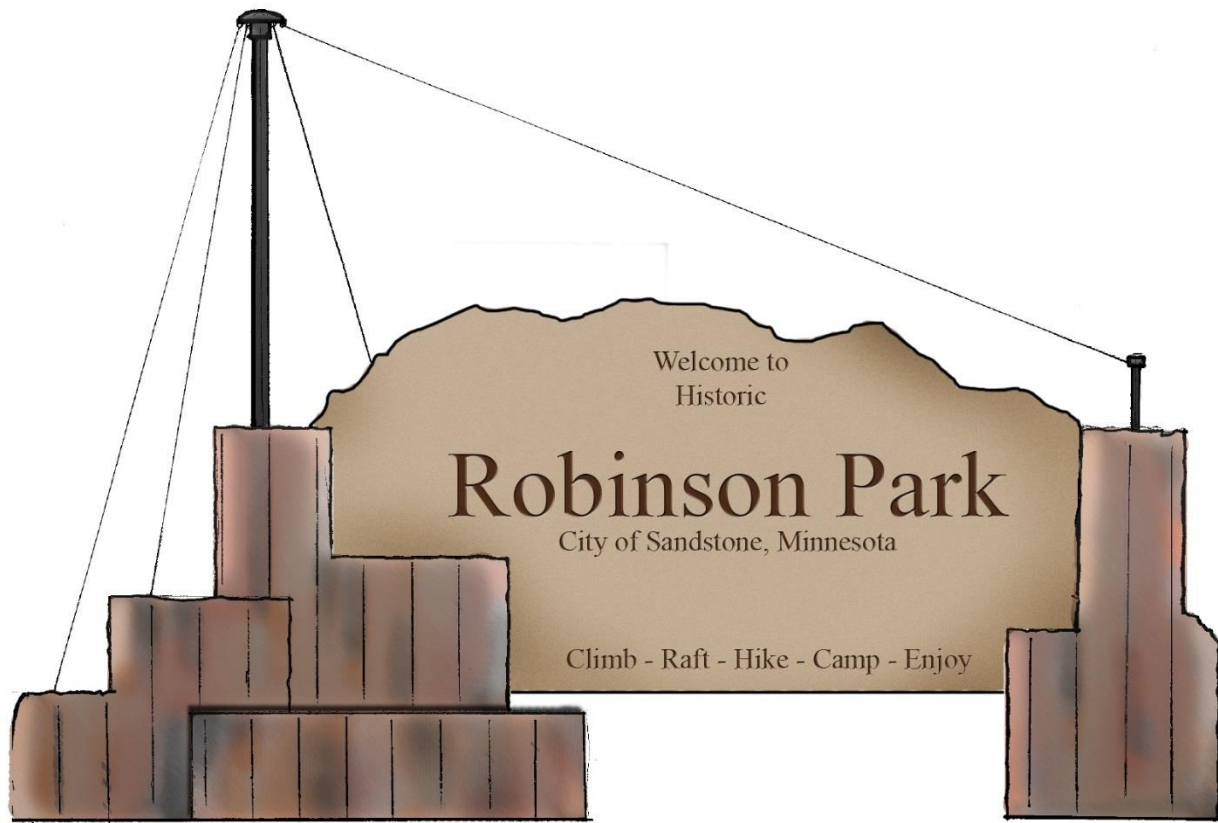 Welcome to
Historic
Robinson Park
City of Sandstone, Minnesota
Climb - Raft - Hike - Camp - Enjoy